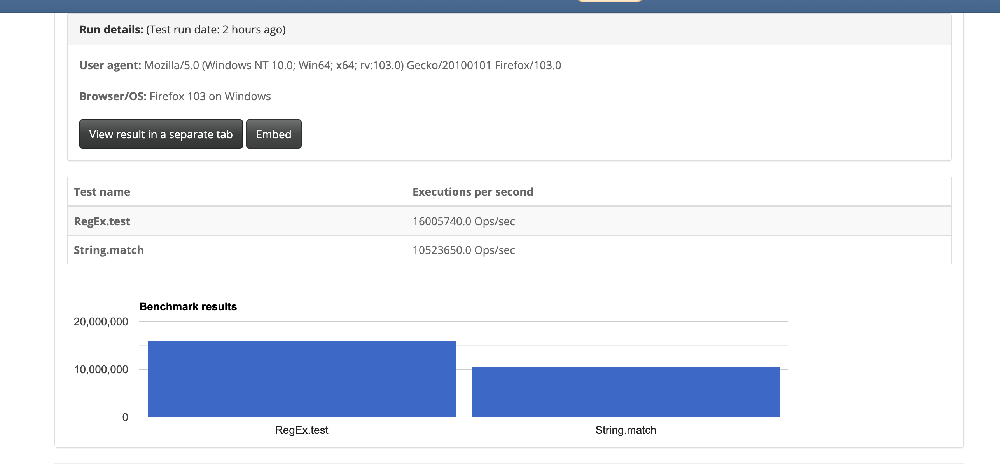 Run details: (Test run date: 2 hours ago)
User agent: Mozilla/5.0 (Windows NT 10.0; Win64; x64; rv:103.0) Gecko/20100101 Firefox/103.0
Browser/OS: Firefox 103 on Windows
View result in a separate tab Embed
Test name Executions per second
RegEx.test 16005740.0 Ops/sec
String.match 10523650.0 Ops/sec
Benchmark results
20,000,000
10,000,000
0
RegEx.test String.match